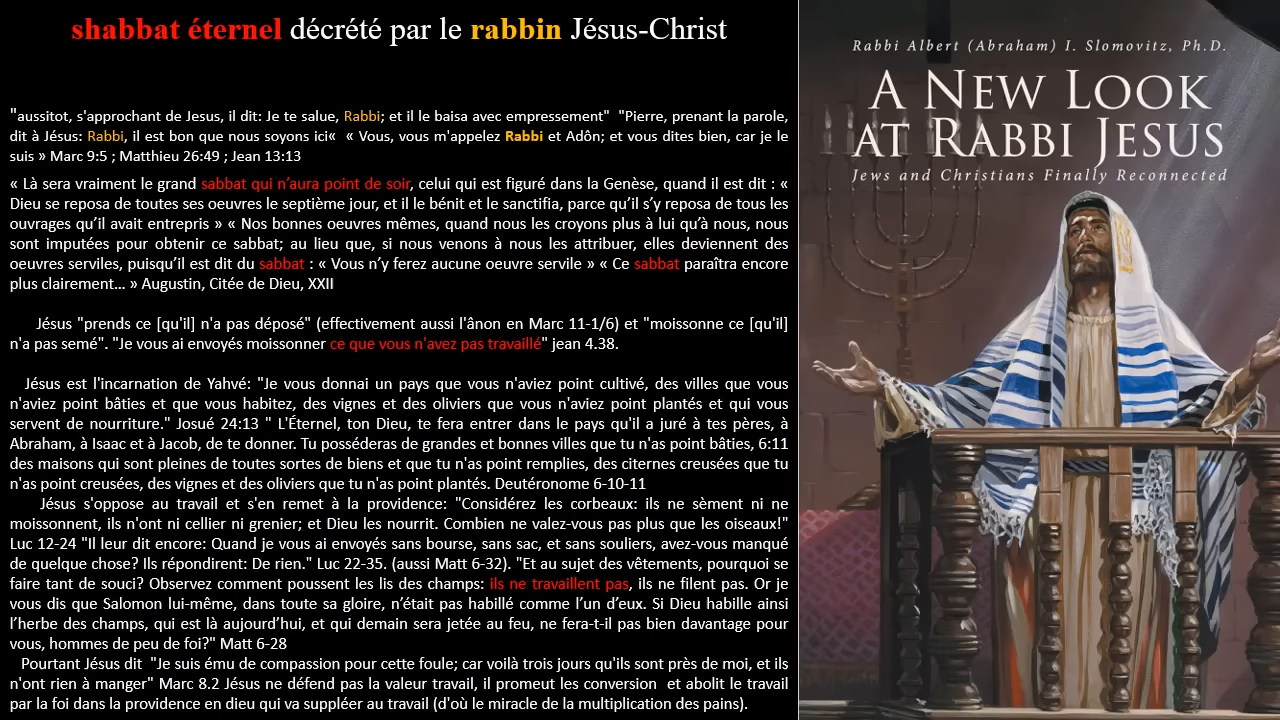 shabbat éternel décrété par le rabbin Jésus-Christ
"aussitot, s'approchant de Jesus, il dit: Je te salue, Rabbi; et il le baisa avec empressement" "Pierre, prenant la parole,
dit à Jésus: Rabbi, il est bon que nous soyons ici« « Vous, vous m'appelez Rabbi et Adôn; et vous dites bien, car je le
suis » Marc 9:5 ; Matthieu 26:49 ; Jean 13:13
« Là sera vraiment le grand sabbat qui n’aura point de soir, celui qui est figuré dans la Genèse, quand il est dit : «
Dieu se reposa de toutes ses oeuvres le septième jour, et il le bénit et le sanctifia, parce qu’il s’y reposa de tous les
ouvrages qu’il avait entrepris » « Nos bonnes oeuvres mêmes, quand nous les croyons plus à lui qu’à nous, nous
sont imputées pour obtenir ce sabbat; au lieu que, si nous venons à nous les attribuer, elles deviennent des
oeuvres serviles, puisqu’il est dit du sabbat : « Vous n’y ferez aucune oeuvre servile » « Ce sabbat paraîtra encore
plus clairement… » Augustin, Citée de Dieu, XXII
Jésus "prends ce [qu'il] n'a pas déposé" (effectivement aussi l'ânon en Marc 11-1/6) et "moissonne ce [qu'il]
n'a pas semé". "Je vous ai envoyés moissonner ce que vous n'avez pas travaillé" jean 4.38.
Jésus est l'incarnation de Yahvé: "Je vous donnai un pays que vous n'aviez point cultivé, des villes que vous
n'aviez point bâties et que vous habitez, des vignes et des oliviers que vous n'aviez point plantés et qui vous
servent de nourriture." Josué 24:13 " L'Éternel, ton Dieu, te fera entrer dans le pays qu'il a juré à tes pères, à
Abraham, à Isaac et à Jacob, de te donner. Tu posséderas de grandes et bonnes villes que tu n'as point bâties, 6:11
des maisons qui sont pleines de toutes sortes de biens et que tu n'as point remplies, des citernes creusées que tu
n'as point creusées, des vignes et des oliviers que tu n'as point plantés. Deutéronome 6-10-11
Jésus s'oppose au travail et s'en remet à la providence: "Considérez les corbeaux: ils ne sèment ni ne
moissonnent, ils n'ont ni cellier ni grenier; et Dieu les nourrit. Combien ne valez-vous pas plus que les oiseaux!"
Luc 12-24 "Il leur dit encore: Quand je vous ai envoyés sans bourse, sans sac, et sans souliers, avez-vous manqué
de quelque chose? Ils répondirent: De rien." Luc 22-35. (aussi Matt 6-32). "Et au sujet des vêtements, pourquoi se
faire tant de souci? Observez comment poussent les lis des champs: ils ne travaillent pas, ils ne filent pas. Or je
vous dis que Salomon lui-même, dans toute sa gloire, n’était pas habillé comme l’un d’eux. Si Dieu habille ainsi
l’herbe des champs, qui est là aujourd’hui, et qui demain sera jetée au feu, ne fera-t-il pas bien davantage pour
vous, hommes de peu de foi?" Matt 6-28
Pourtant Jésus dit "Je suis ému de compassion pour cette foule; car voilà trois jours qu'ils sont près de moi, et ils
n'ont rien à manger" Marc 8.2 Jésus ne défend pas la valeur travail, il promeut les conversion et abolit le travail
par la foi dans la providence en dieu qui va suppléer au travail (d'où le miracle de la multiplication des pains).
Rabbi Albert (Abraham) I. Slomovitz, Ph.D.
A NEW LOOK
AT RABBI JESUS
Jews and Christians Finally Reconnected